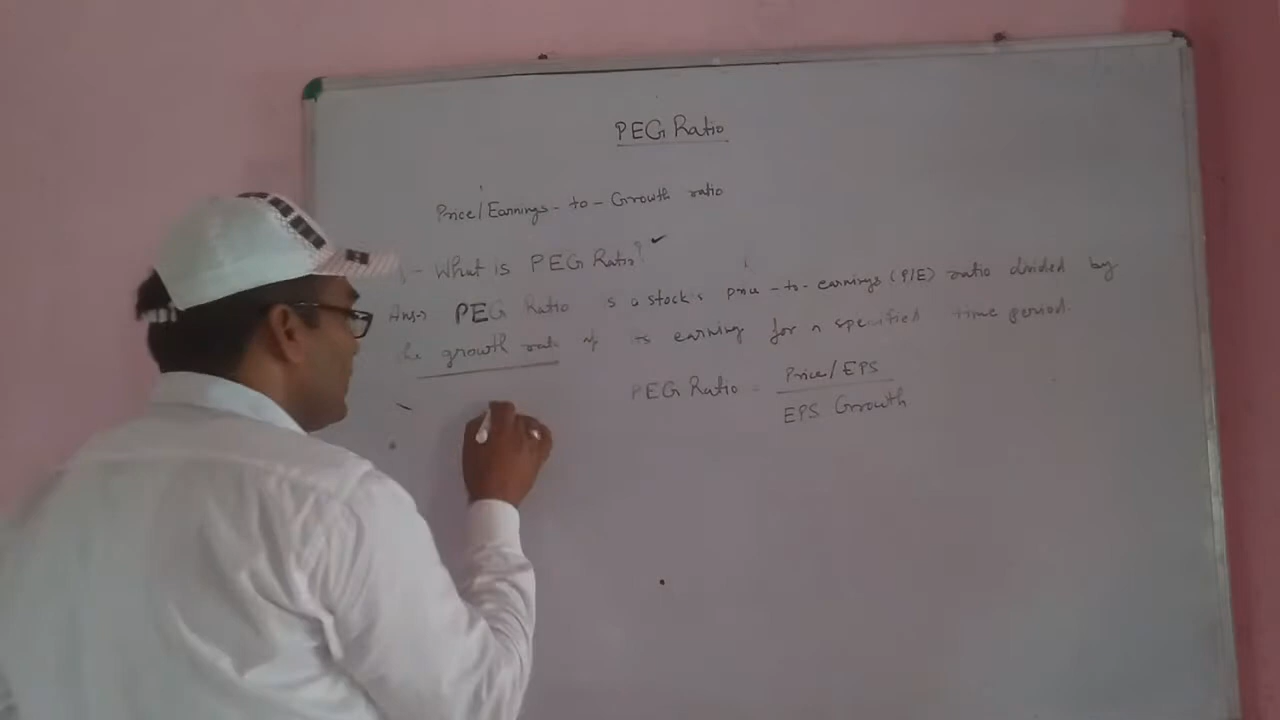 PEG Ratio
Price/Earnings-to-Growth ratio
- What is PEG Ratio?
Ans→ PEG Ratio is a stock's price-to-earnings (P/E) ratio divided by
the growth rate of its earning for a specified time period.
PEG Ratio = Price/EPS
EPS Growth